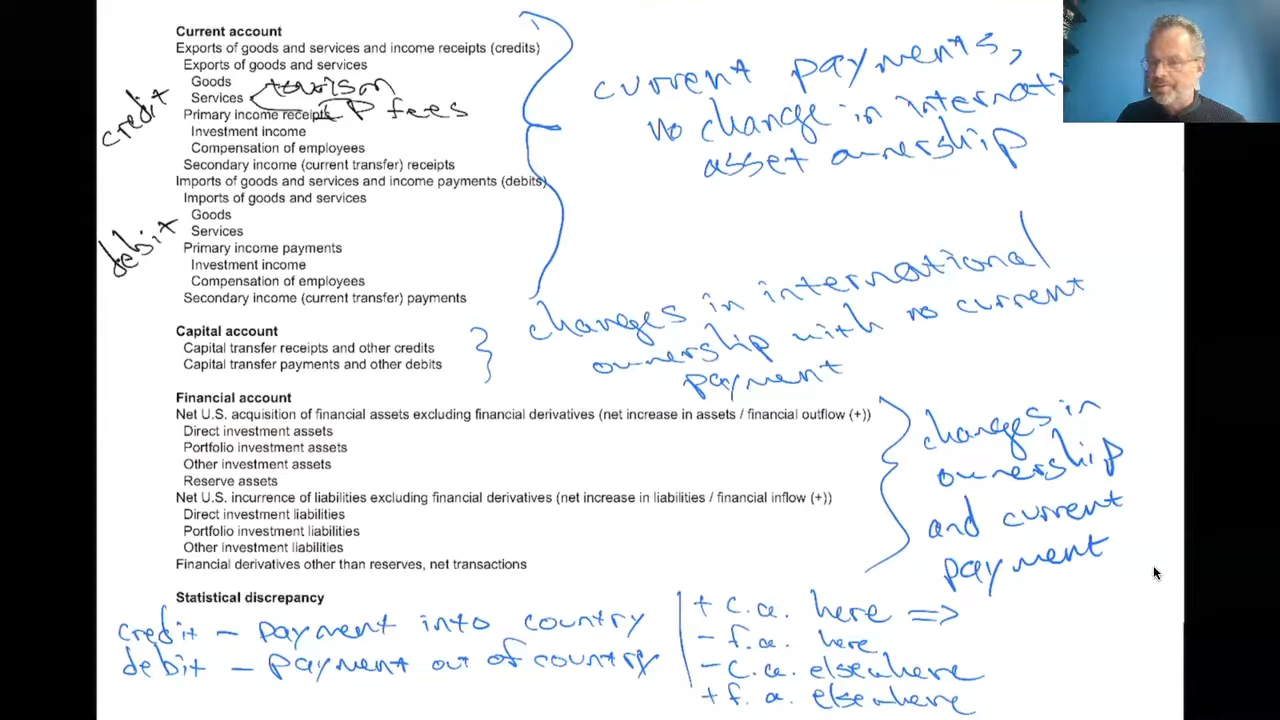 Current account
Exports of goods and services and income receipts (credits)
Exports of goods and services
Goods
Services
tourism
IP fees
Primary income receipts
Investment income
Compensation of employees
Secondary income (current transfer) receipts
credit
current payments,
no change in internati
asset ownership
Imports of goods and services and income payments (debits)
Imports of goods and services
Goods
Services
Primary income payments
Investment income
Compensation of employees
Secondary income (current transfer) payments
debit
Capital account
Capital transfer receipts and other credits
Capital transfer payments and other debits
changes in international
ownership with no current
payment
Financial account
Net U.S. acquisition of financial assets excluding financial derivatives (net increase in assets / financial outflow (+))
Direct investment assets
Portfolio investment assets
Other investment assets
Reserve assets
Net U.S. incurrence of liabilities excluding financial derivatives (net increase in liabilities / financial inflow (+))
Direct investment liabilities
Portfolio investment liabilities
Other investment liabilities
Financial derivatives other than reserves, net transactions
changes in
ownership
and current
payment
Statistical discrepancy
credit – payment into country
debit – payment out of country
+ c.a. here =>
- f.a. here
- c.a. elsewhere
+ f.a. elsewhere